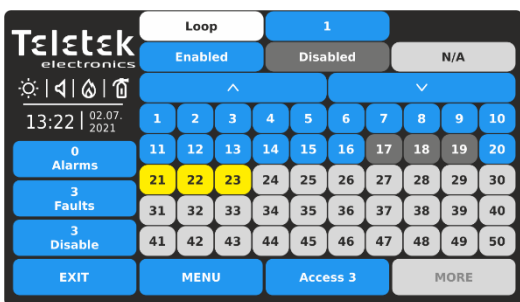 Teletek
electronics
Loop 1
Enabled Disabled N/A
13:22 02.07.
2021
1 2 3 4 5 6 7 8 9 10
0
Alarms
11 12 13 14 15 16 17 18 19 20
21 22 23 24 25 26 27 28 29 30
3
Faults
31 32 33 34 35 36 37 38 39 40
3
Disable
41 42 43 44 45 46 47 48 49 50
EXIT MENU Access 3 MORE